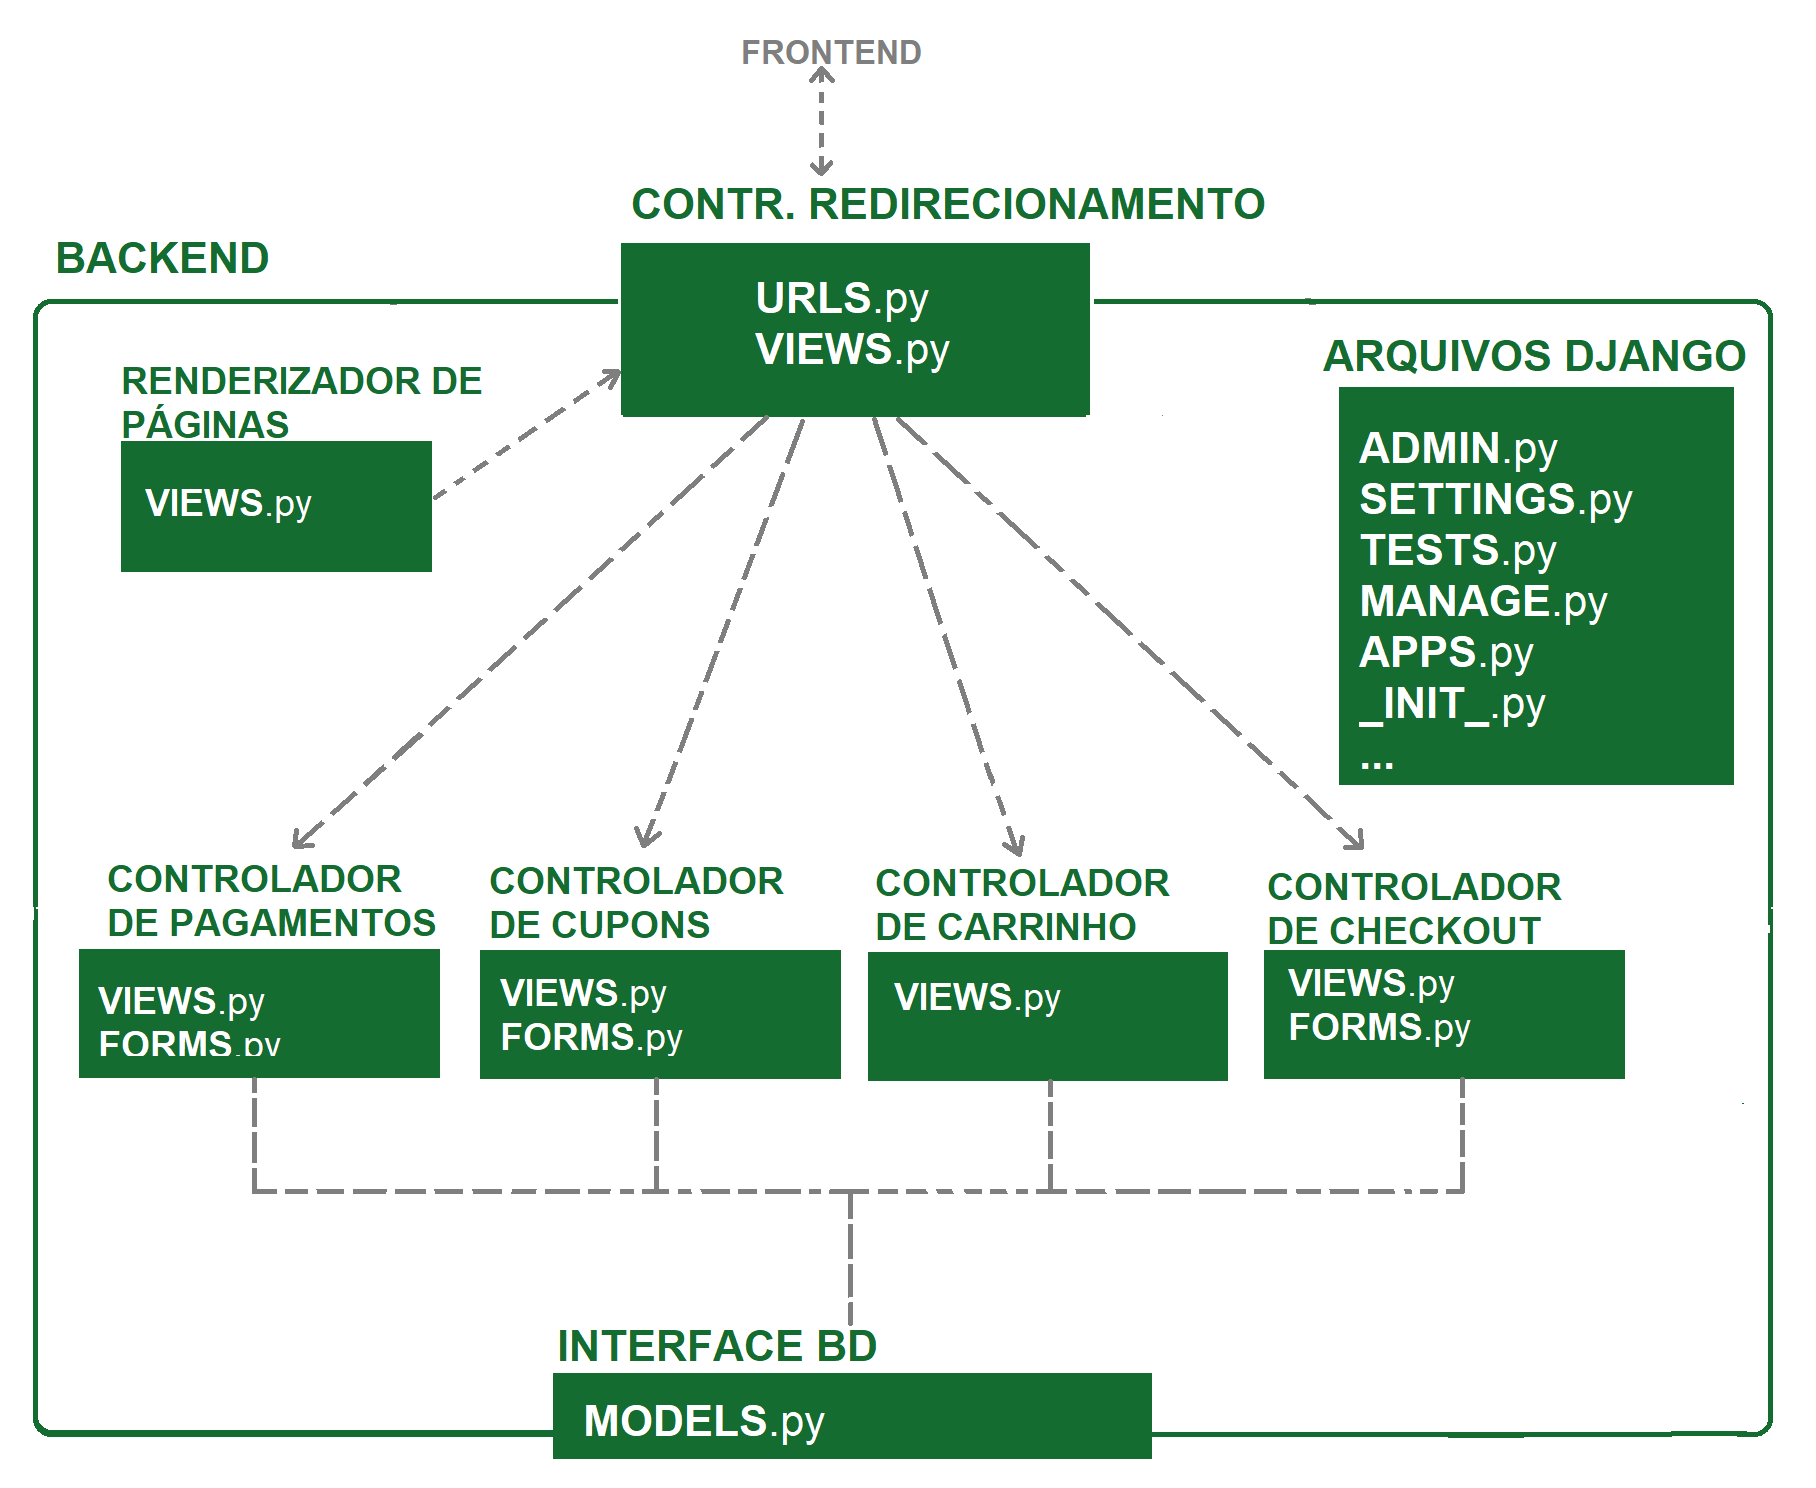 FRONTEND
CONTR. REDIRECIONAMENTO
BACKEND
URLS.py
VIEWS.py
RENDERIZADOR DE
PÁGINAS
VIEWS.py
ARQUIVOS DJANGO
ADMIN.py
SETTINGS.py
TESTS.py
MANAGE.py
APPS.py
_INIT_.py
...
CONTROLADOR
DE PAGAMENTOS
VIEWS.py
FORMS.py
CONTROLADOR
DE CUPONS
VIEWS.py
FORMS.py
CONTROLADOR
DE CARRINHO
VIEWS.py
CONTROLADOR
DE CHECKOUT
VIEWS.py
FORMS.py
INTERFACE BD
MODELS.py